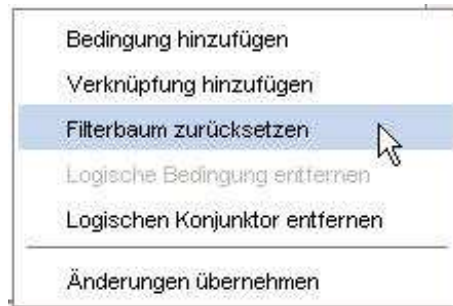 Bedingung hinzufügen
Verknüpfung hinzufügen
Filterbaum zurücksetzen
Logische Bedingung entfernen
Logischen Konjunktor entfernen
Änderungen übernehmen